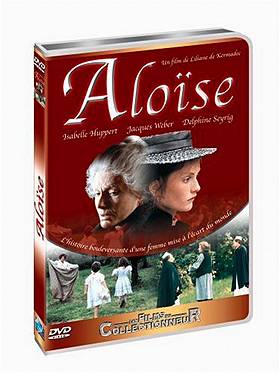 DVD
Aloïse
Un film de Liliane de Kermadec
Aloïse
Isabelle Huppert Jacques Weber Delphine Seyrig
L'histoire bouleversante d'une femme mise à l'écart du monde
DVD
LES FILMS
DU
COLLECTIONNEUR